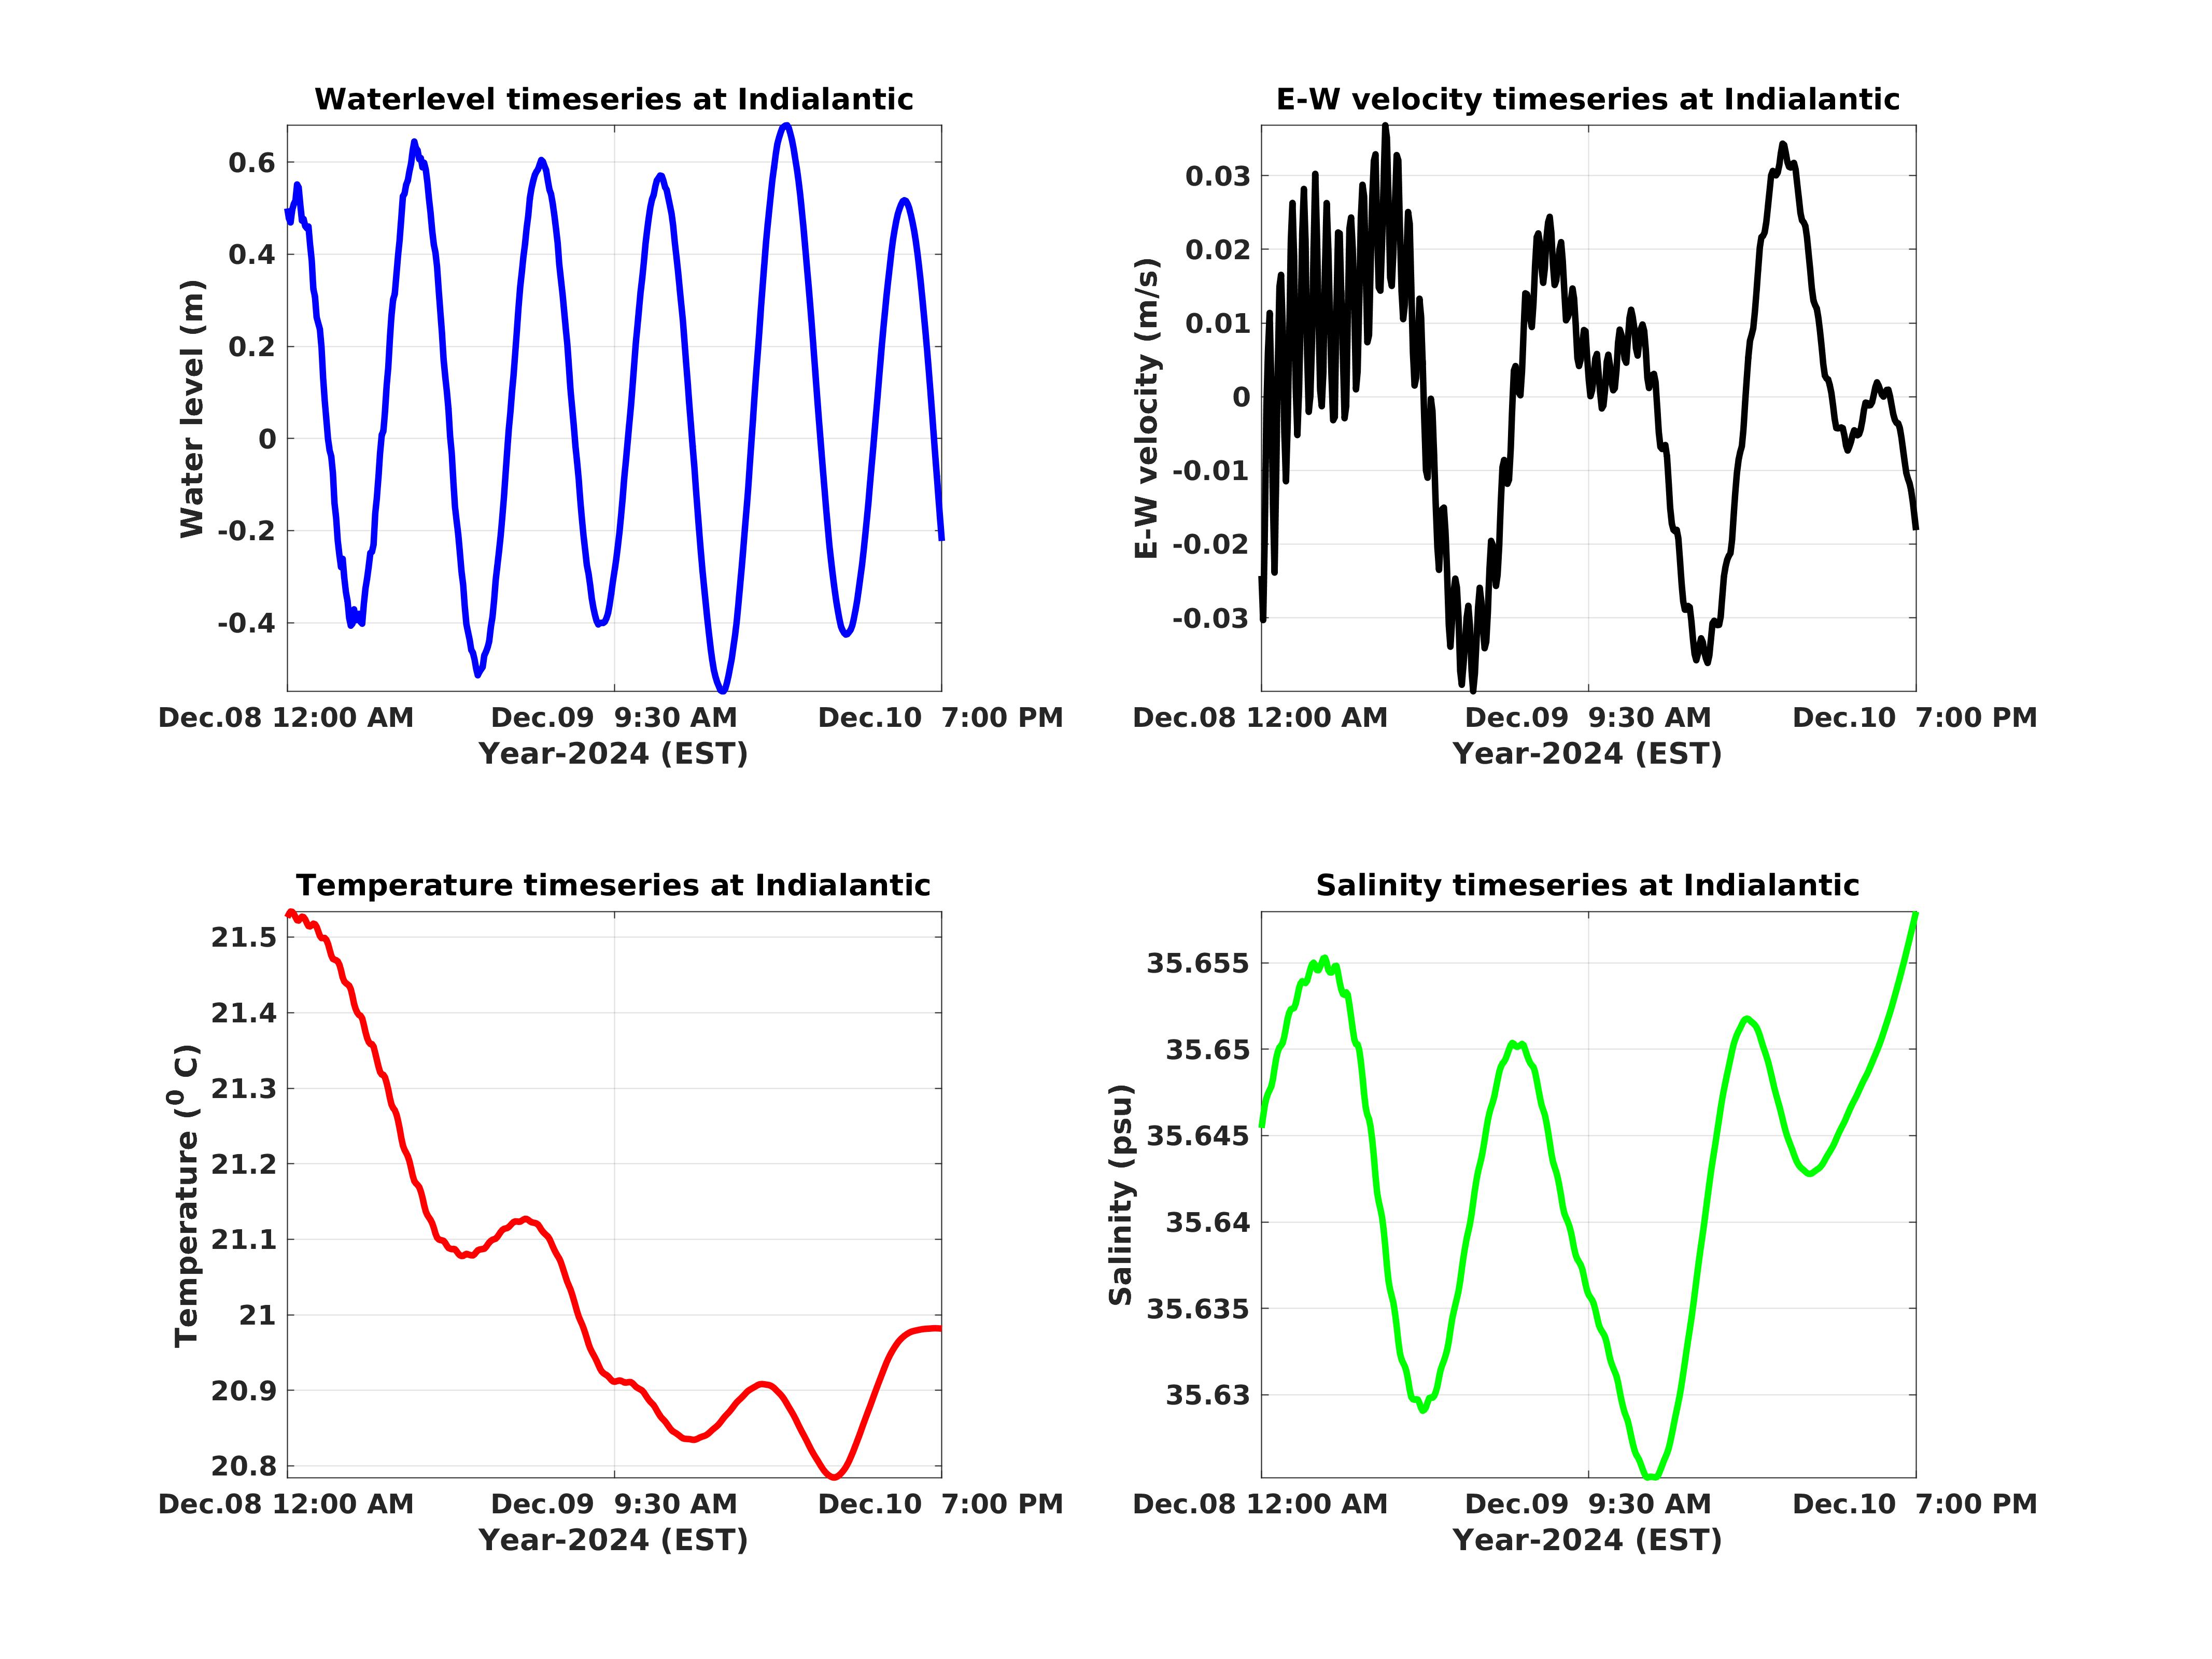 Waterlevel timeseries at Indialantic
Water level (m)
0.6
0.4
0.2
0
-0.2
-0.4
Dec.08 12:00 AM
Dec.09  9:30 AM
Dec.10  7:00 PM
Year-2024 (EST)
E-W velocity timeseries at Indialantic
E-W velocity (m/s)
0.03
0.02
0.01
0
-0.01
-0.02
-0.03
Dec.08 12:00 AM
Dec.09  9:30 AM
Dec.10  7:00 PM
Year-2024 (EST)
Temperature timeseries at Indialantic
Temperature (⁰ C)
21.5
21.4
21.3
21.2
21.1
21
20.9
20.8
Dec.08 12:00 AM
Dec.09  9:30 AM
Dec.10  7:00 PM
Year-2024 (EST)
Salinity timeseries at Indialantic
Salinity (psu)
35.655
35.65
35.645
35.64
35.635
35.63
Dec.08 12:00 AM
Dec.09  9:30 AM
Dec.10  7:00 PM
Year-2024 (EST)